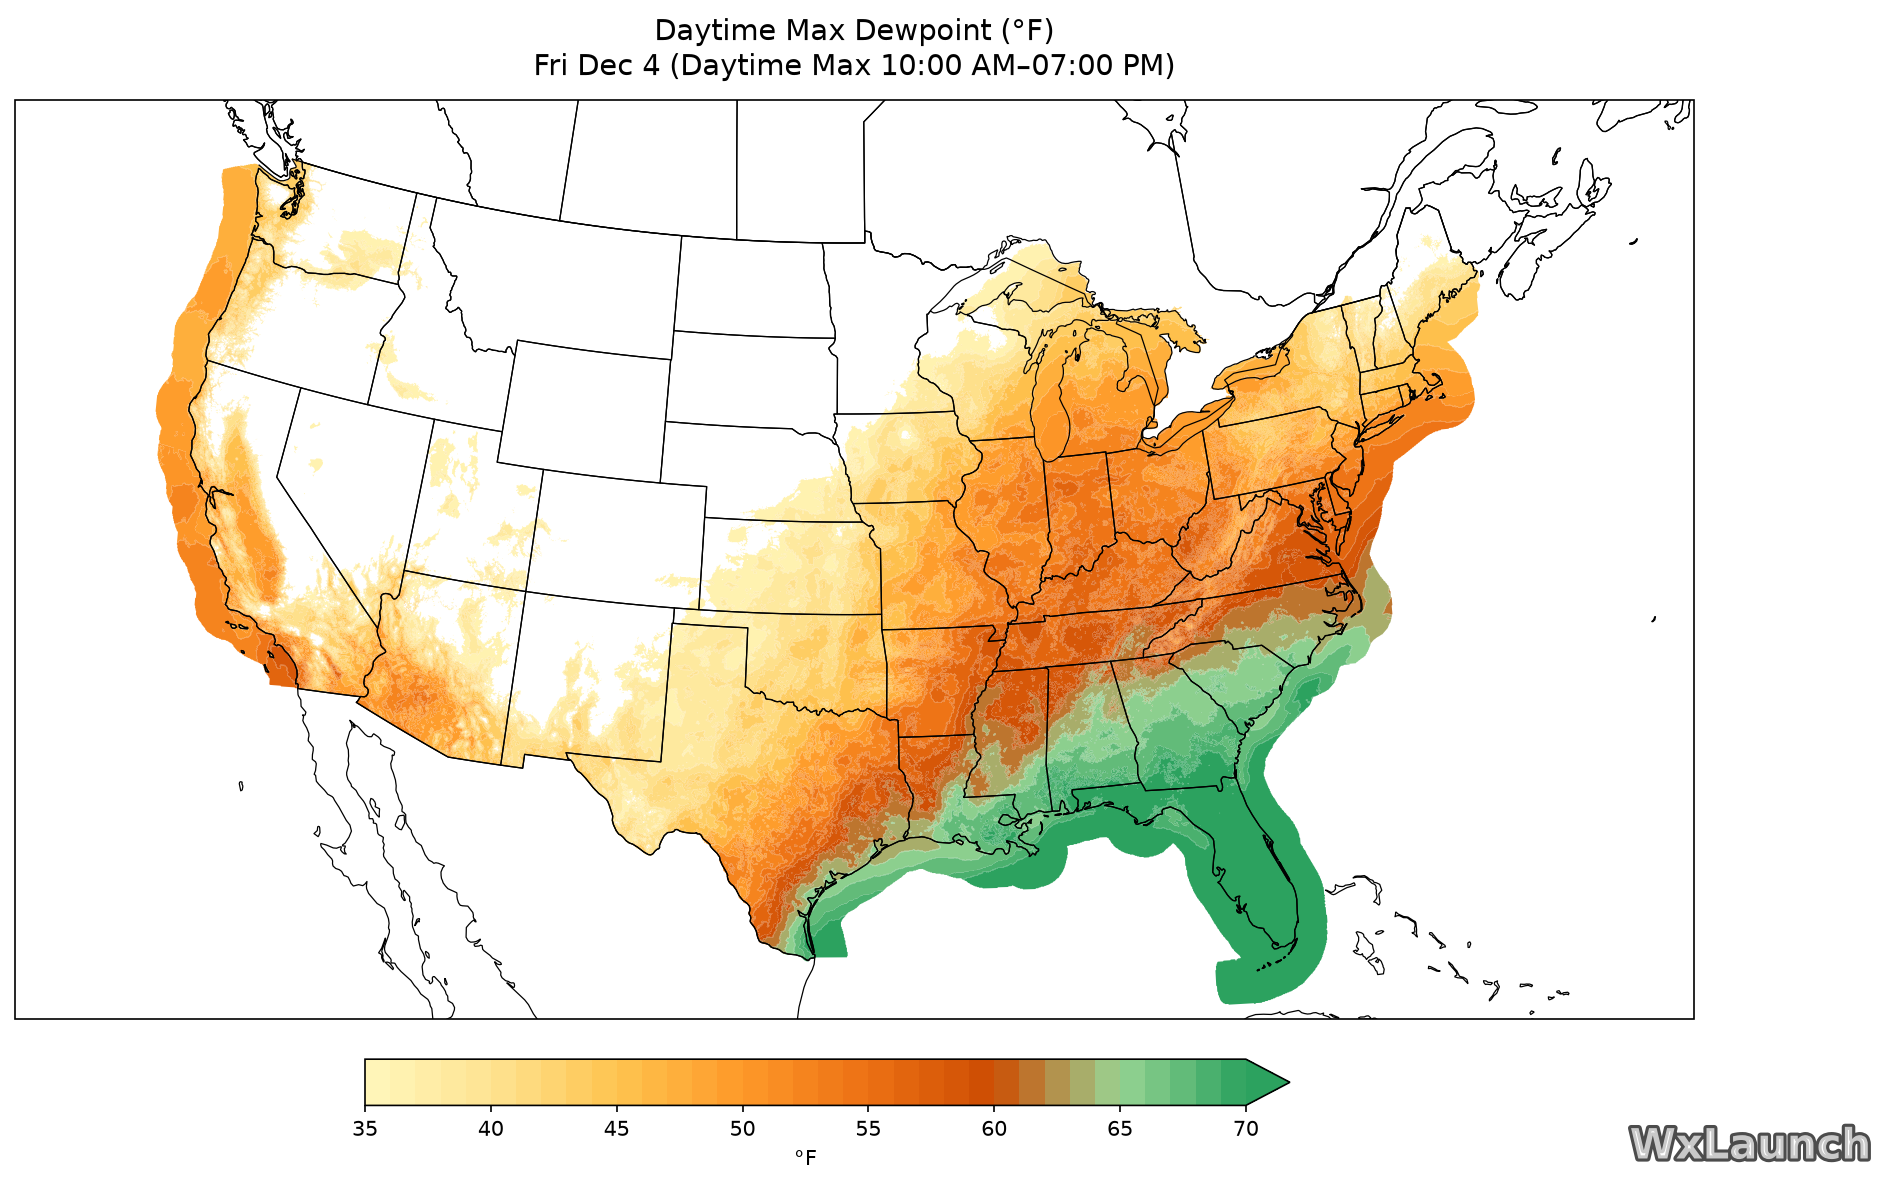 Daytime Max Dewpoint (°F)
Fri Dec 4 (Daytime Max 10:00 AM–07:00 PM)
35 40 45 50 55 60 65 70
°F
WxLaunch